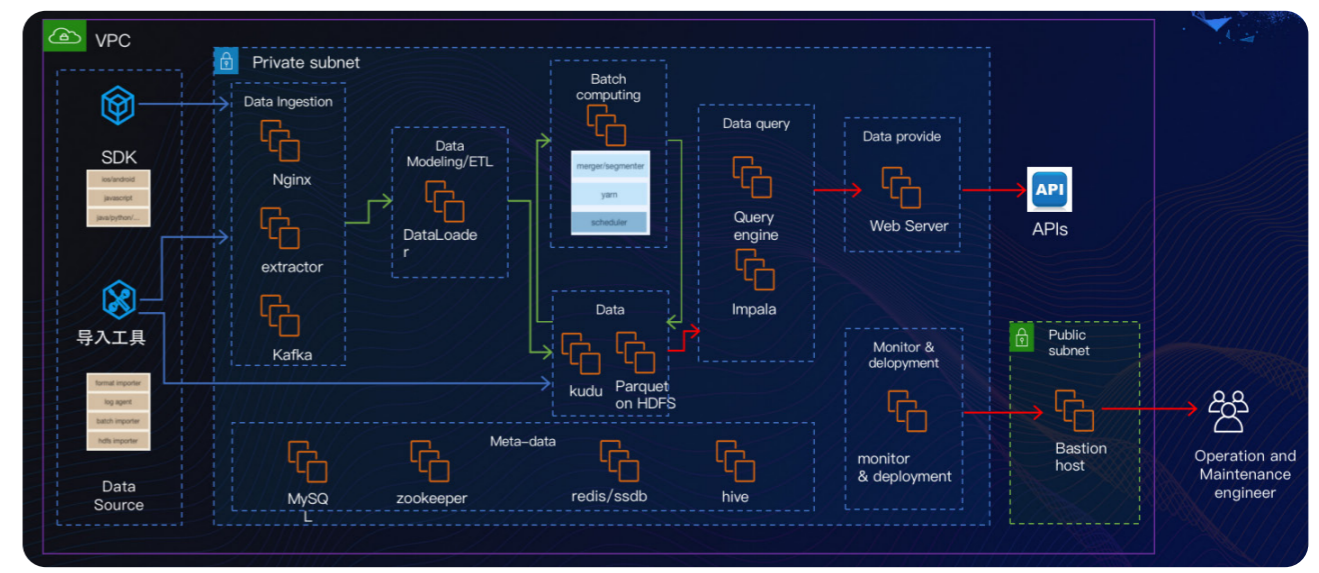 VPC
SDK
ios/android
javascript
java/python/...
导入工具
format importer
log agent
batch importer
hdfs importer
Data
Source
Private subnet
Data Ingestion
Nginx
extractor
Kafka
Data
Modeling/ETL
DataLoade
r
Batch
computing
merger/segmenter
yarn
scheduler
Data
kudu
Parquet
on HDFS
Data query
Query
engine
Impala
Data provide
Web Server
API
APIs
Meta-data
MySQ
L
zookeeper
redis/ssdb
hive
Monitor &
delopyment
monitor
& deployment
Public
subnet
Bastion
host
Operation and
Maintenance
engineer